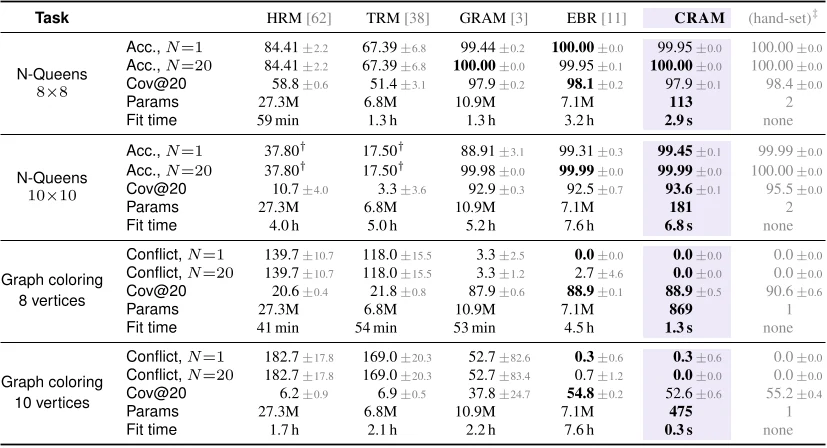 Task HRM [62] TRM [38] GRAM [3] EBR [11] CRAM (hand-set)‡
N-Queens 8×8
Acc., N=1 84.41 ±2.2 67.39 ±6.8 99.44 ±0.2 100.00 ±0.0 99.95 ±0.0 100.00 ±0.0
Acc., N=20 84.41 ±2.2 67.39 ±6.8 100.00 ±0.0 99.95 ±0.1 100.00 ±0.0 100.00 ±0.0
Cov@20 58.8 ±0.6 51.4 ±3.1 97.9 ±0.2 98.1 ±0.2 97.9 ±0.1 98.4 ±0.0
Params 27.3M 6.8M 10.9M 7.1M 113 2
Fit time 59 min 1.3 h 1.3 h 3.2 h 2.9 s none
N-Queens 10×10
Acc., N=1 37.80† 17.50† 88.91 ±3.1 99.31 ±0.3 99.45 ±0.1 99.99 ±0.0
Acc., N=20 37.80† 17.50† 99.98 ±0.0 99.99 ±0.0 99.99 ±0.0 100.00 ±0.0
Cov@20 10.7 ±4.0 3.3 ±3.6 92.9 ±0.3 92.5 ±0.7 93.6 ±0.1 95.5 ±0.0
Params 27.3M 6.8M 10.9M 7.1M 181 2
Fit time 4.0 h 5.0 h 5.2 h 7.6 h 6.8 s none
Graph coloring 8 vertices
Conflict, N=1 139.7 ±10.7 118.0 ±15.5 3.3 ±2.5 0.0 ±0.0 0.0 ±0.0 0.0 ±0.0
Conflict, N=20 139.7 ±10.7 118.0 ±15.5 3.3 ±1.2 2.7 ±4.6 0.0 ±0.0 0.0 ±0.0
Cov@20 20.6 ±0.4 21.8 ±0.8 87.9 ±0.6 88.9 ±0.1 88.9 ±0.5 90.6 ±0.6
Params 27.3M 6.8M 10.9M 7.1M 869 1
Fit time 41 min 54 min 53 min 4.5 h 1.3 s none
Graph coloring 10 vertices
Conflict, N=1 182.7 ±17.8 169.0 ±20.3 52.7 ±82.6 0.3 ±0.6 0.3 ±0.6 0.0 ±0.0
Conflict, N=20 182.7 ±17.8 169.0 ±20.3 52.7 ±83.4 0.7 ±1.2 0.0 ±0.0 0.0 ±0.0
Cov@20 6.2 ±0.9 6.9 ±0.5 37.8 ±24.7 54.8 ±0.2 52.6 ±0.6 55.2 ±0.4
Params 27.3M 6.8M 10.9M 7.1M 475 1
Fit time 1.7 h 2.1 h 2.2 h 7.6 h 0.3 s none